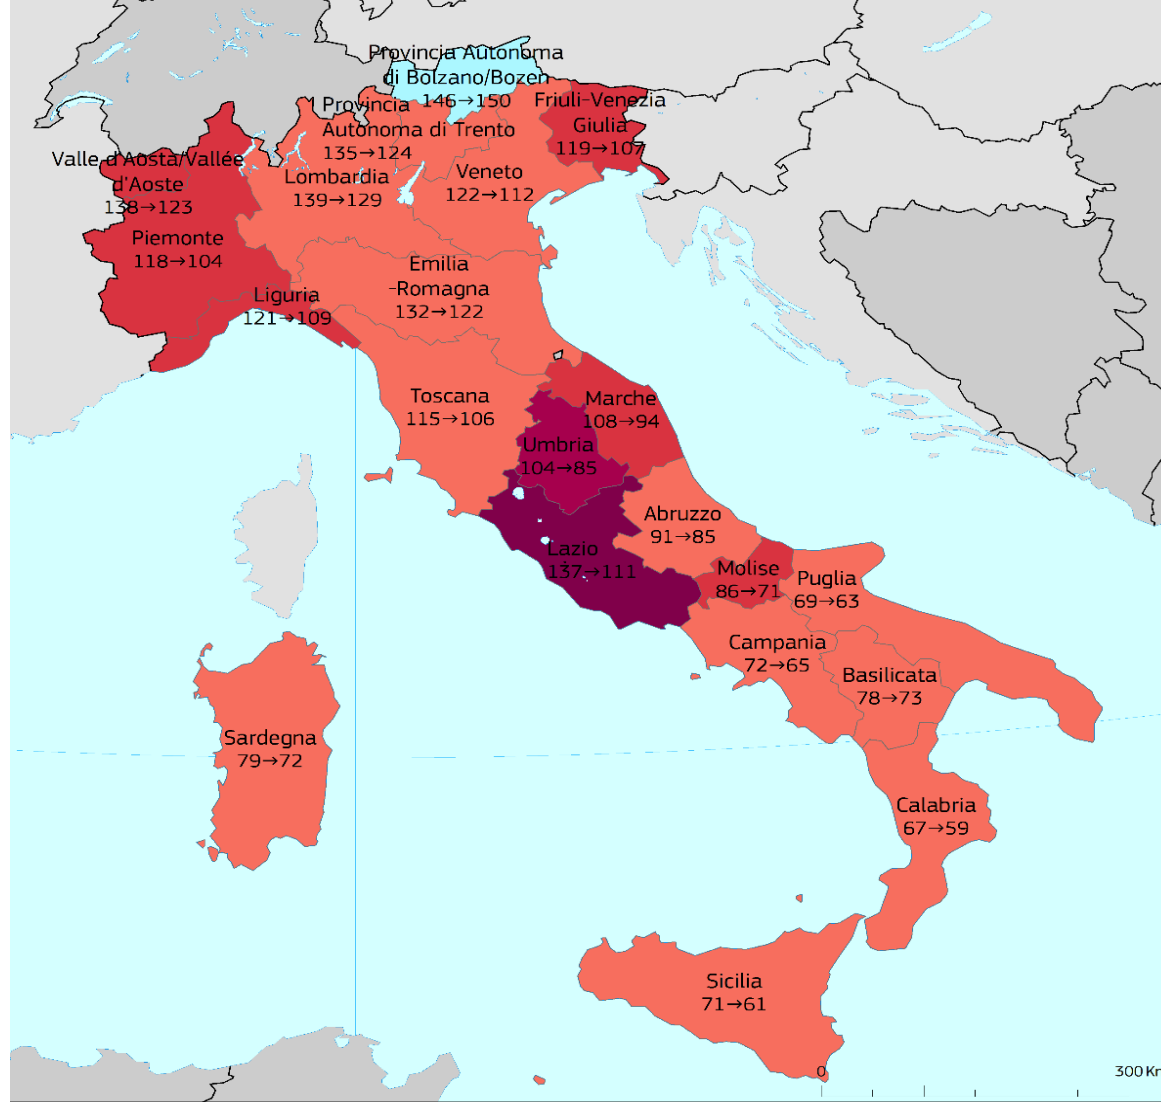 Provincia Autonoma
di Bolzano/Bozen
146→150
Provincia
Autonoma di Trento
135→124
Friuli-Venezia
Giulia
119→107
Valle d'Aosta/Vallée
d'Aoste
138→123
Lombardia
139→129
Veneto
122→112
Piemonte
118→104
Liguria
121→109
Emilia
-Romagna
132→122
Toscana
115→106
Marche
108→94
Umbria
104→85
Lazio
137→111
Abruzzo
91→85
Molise
86→71
Puglia
69→63
Campania
72→65
Basilicata
78→73
Sardegna
79→72
Calabria
67→59
Sicilia
71→61
0 300 Km